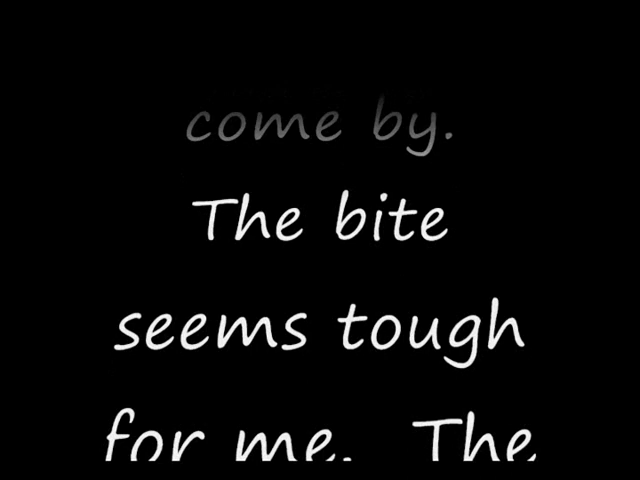 come by.
The bite
seems tough
for me.  The